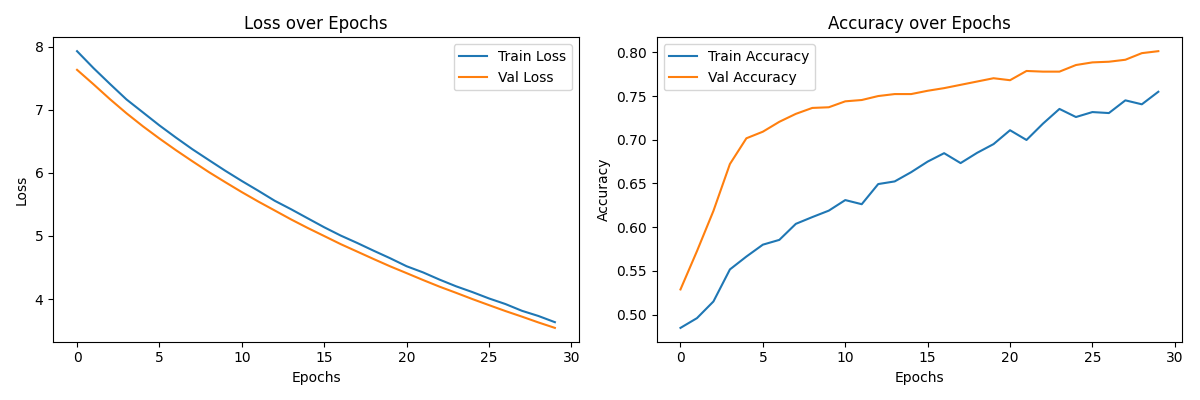 Loss over Epochs
8
7
6
5
4
Loss
0 5 10 15 20 25 30
Epochs
Train Loss
Val Loss
Accuracy over Epochs
0.80
0.75
0.70
0.65
0.60
0.55
0.50
Accuracy
0 5 10 15 20 25 30
Epochs
Train Accuracy
Val Accuracy